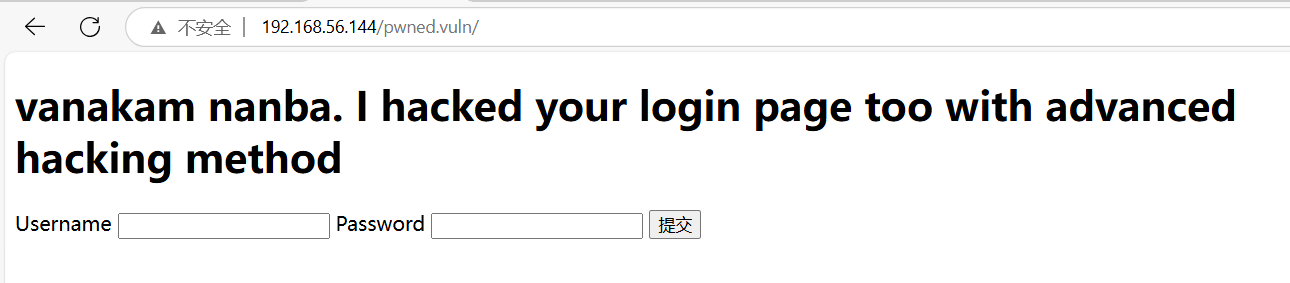 不安全 | 192.168.56.144/pwned.vuln/
vanakam nanba. I hacked your login page too with advanced
hacking method
Username Password 提交